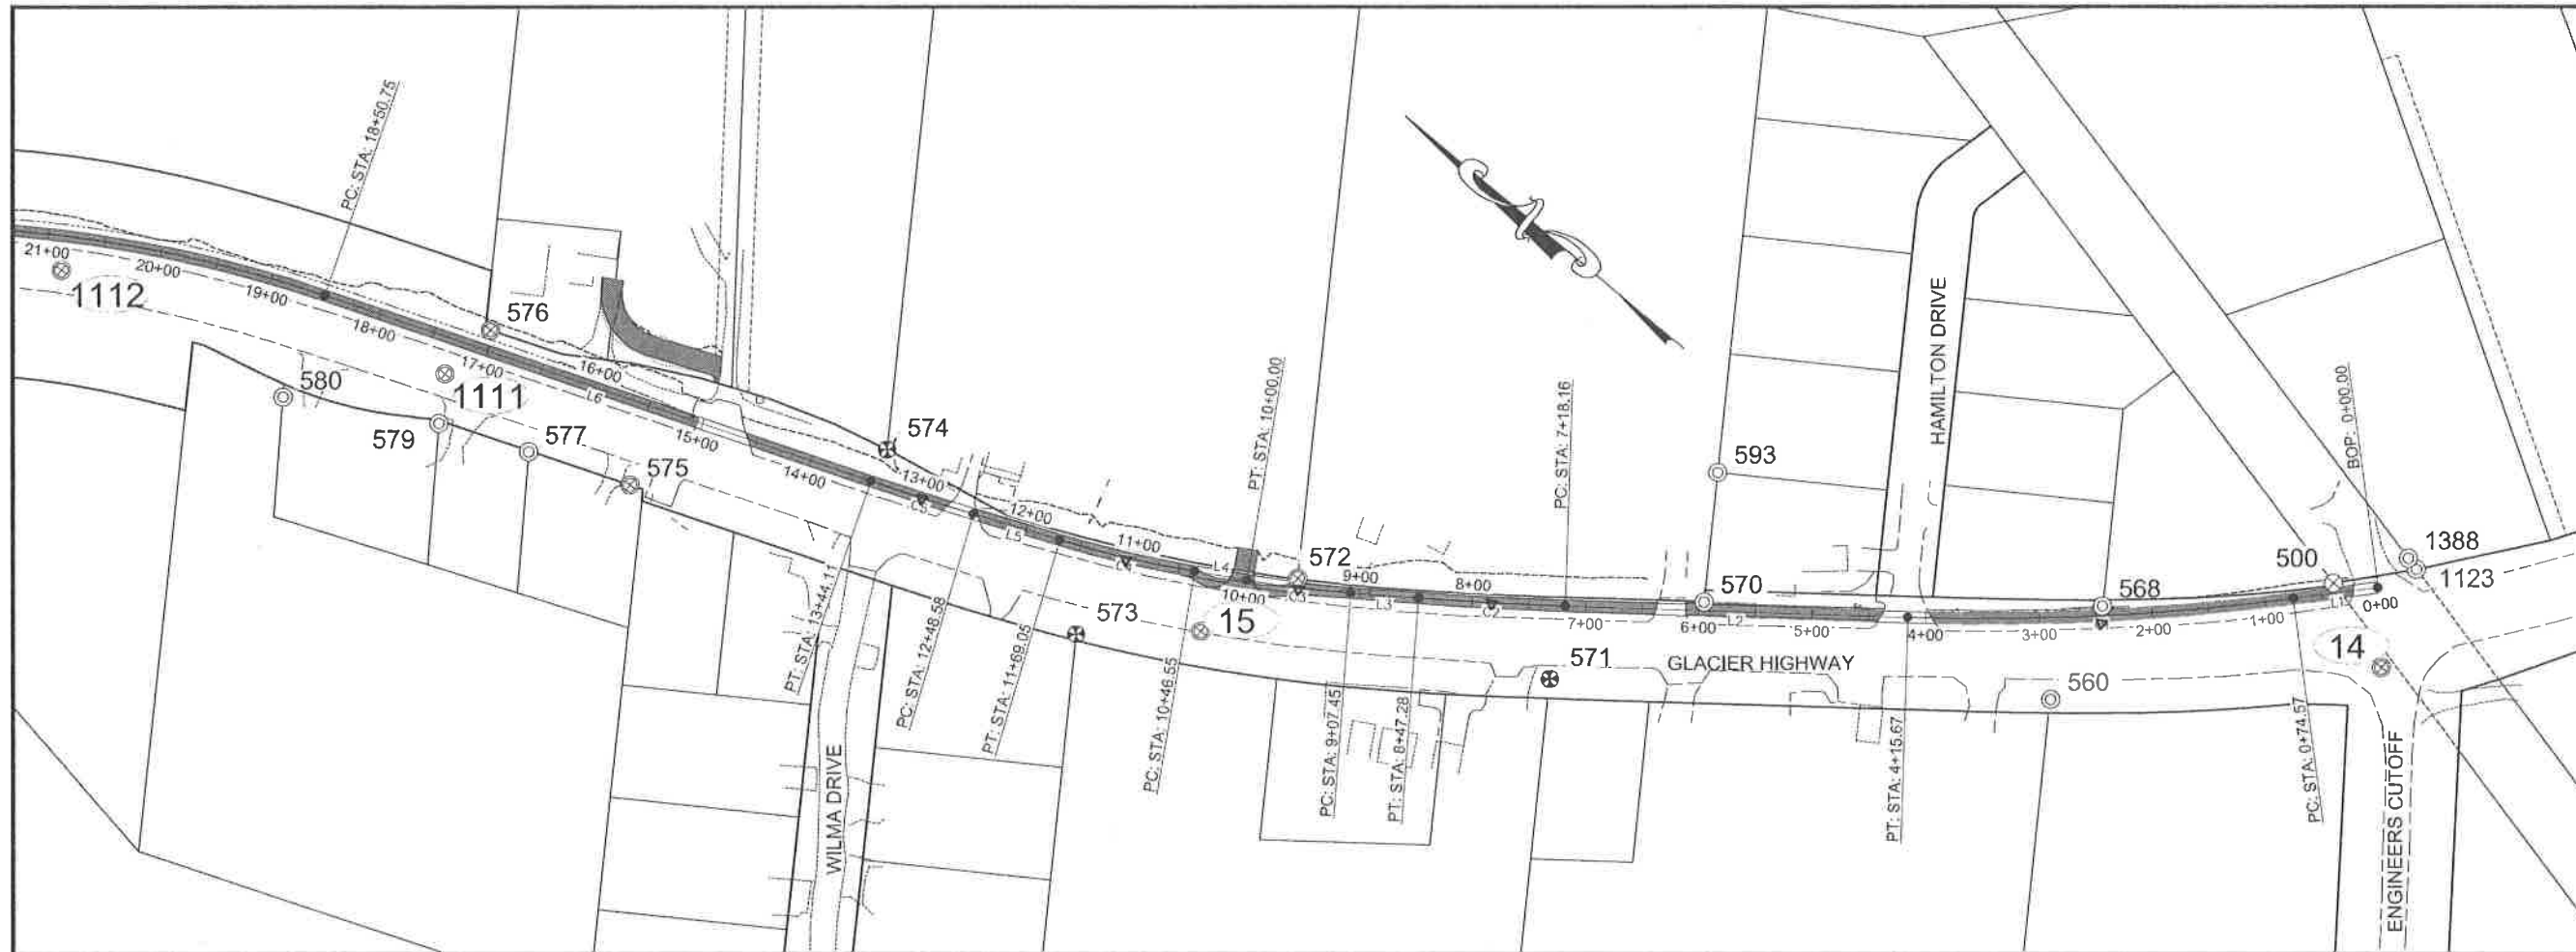 PC: STA: 18+50.75
21+00
20+00
19+00
18+00
17+00
16+00
L6
15+00
14+00
13+00
C5
12+00
L5
11+00
C4
L4
10+00
C3
9+00
L3
8+00
C2
7+00
6+00
L2
5+00
4+00
3+00
2+00
1+00
L1
0+00
1112
576
580
1111
579
577
575
574
573
15
572
571
593
570
560
568
500
1388
1123
14
PT: STA: 13+44.11
PC: STA: 12+48.58
PT: STA: 11+69.05
PC: STA: 10+46.55
PT: STA: 10+00.00
PC: STA: 9+07.45
PT: STA: 8+47.28
PC: STA: 7+18.16
PT: STA: 4+15.67
PC: STA: 0+74.57
BOP: 0+00.00
GLACIER HIGHWAY
HAMILTON DRIVE
WILMA DRIVE
ENGINEERS CUTOFF